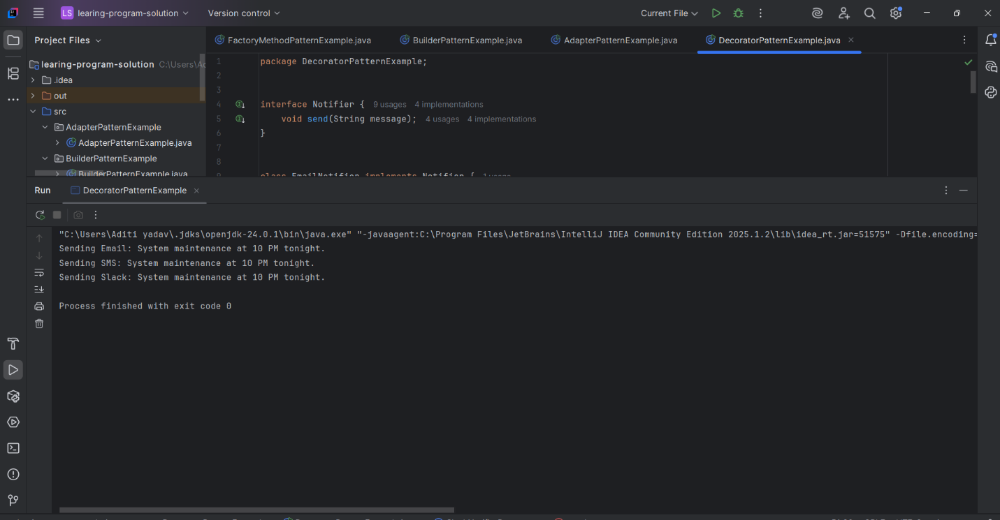 LS learing-program-solution Version control Current File
Project Files
FactoryMethodPatternExample.java BuilderPatternExample.java AdapterPatternExample.java DecoratorPatternExample.java
learing-program-solution C:\Users\Ad
.idea
out
src
AdapterPatternExample
AdapterPatternExample.java
BuilderPatternExample
BuilderPatternExample.java
1 package DecoratorPatternExample;
2
3
4 interface Notifier { 9 usages 4 implementations
5 void send(String message); 4 usages 4 implementations
6 }
7
8
9 class EmailNotifier implements Notifier { 1 usage
Run DecoratorPatternExample
"C:\Users\Aditi yadav\.jdks\openjdk-24.0.1\bin\java.exe" "-javaagent:C:\Program Files\JetBrains\IntelliJ IDEA Community Edition 2025.1.2\lib\idea_rt.jar=51575" -Dfile.encoding=
Sending Email: System maintenance at 10 PM tonight.
Sending SMS: System maintenance at 10 PM tonight.
Sending Slack: System maintenance at 10 PM tonight.
Process finished with exit code 0